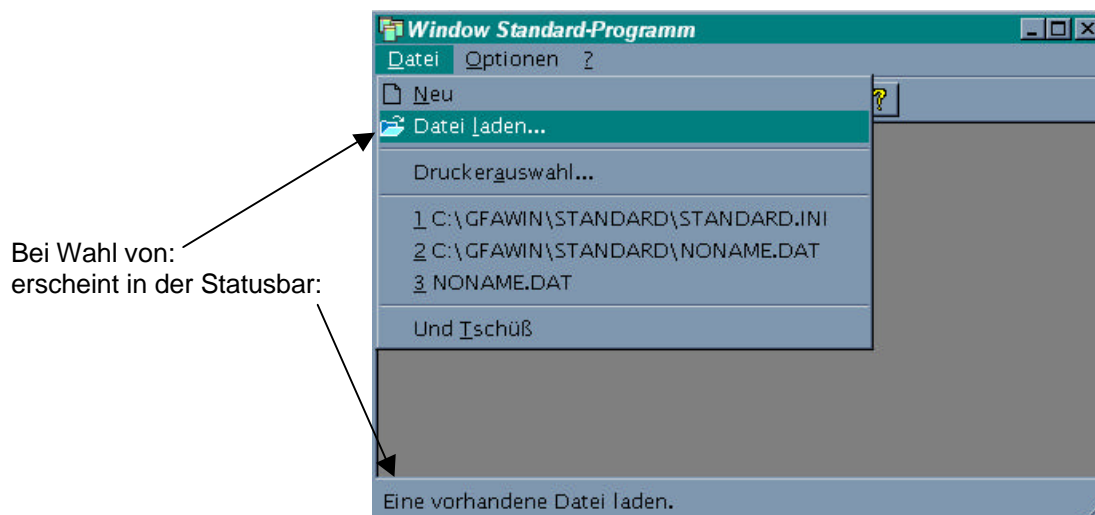 Window Standard-Programm
Datei Optionen ?
Neu
Datei laden...
Druckerauswahl...
1 C:\GFAWIN\STANDARD\STANDARD.INI
2 C:\GFAWIN\STANDARD\NONAME.DAT
3 NONAME.DAT
Und Tschüß
Bei Wahl von:
erscheint in der Statusbar:
Eine vorhandene Datei laden.